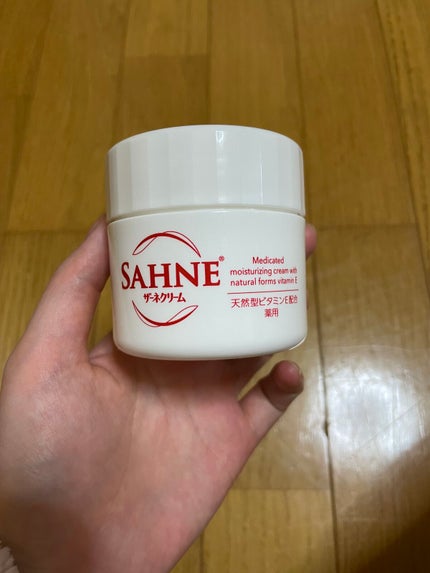 SAHNE®
ザーネクリーム
Medicated
moisturizing cream with
natural forms vitamin E
天然型ビタミンE配合
薬用